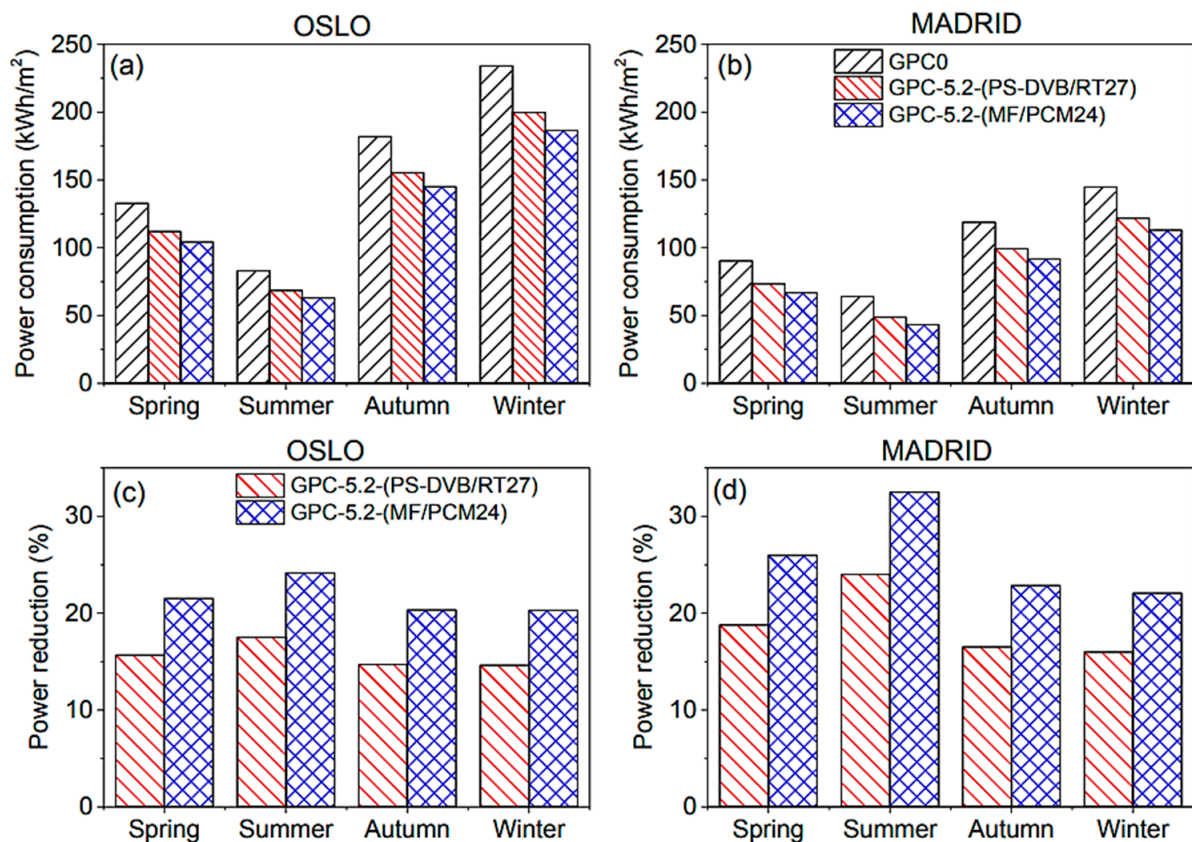 OSLO
(a)
Power consumption (kWh/m²)
250
200
150
100
50
0
Spring Summer Autumn Winter
MADRID
(b)
GPC0
GPC-5.2-(PS-DVB/RT27)
GPC-5.2-(MF/PCM24)
Power consumption (kWh/m²)
250
200
150
100
50
0
Spring Summer Autumn Winter
OSLO
(c)
GPC-5.2-(PS-DVB/RT27)
GPC-5.2-(MF/PCM24)
Power reduction (%)
30
20
10
0
Spring Summer Autumn Winter
MADRID
(d)
Power reduction (%)
30
20
10
0
Spring Summer Autumn Winter